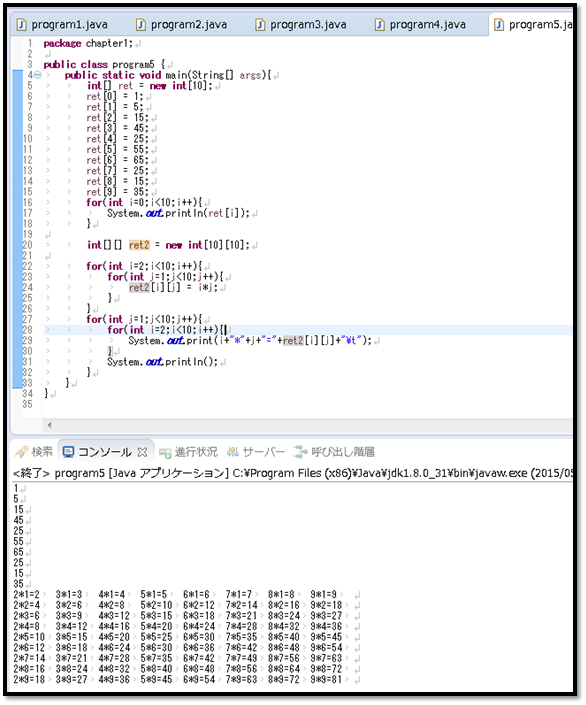 program1.java program2.java program3.java program4.java program5.java
1 package chapter1;
2
3 public class program5 {
4 public static void main(String[] args){
5 int[] ret = new int[10];
6 ret[0] = 1;
7 ret[1] = 5;
8 ret[2] = 15;
9 ret[3] = 45;
10 ret[4] = 25;
11 ret[5] = 55;
12 ret[6] = 65;
13 ret[7] = 25;
14 ret[8] = 15;
15 ret[9] = 35;
16 for(int i=0;i<10;i++){
17 System.out.println(ret[i]);
18 }
19
20 int[][] ret2 = new int[10][10];
21
22 for(int i=2;i<10;i++){
23 for(int j=1;j<10;j++){
24 ret2[i][j] = i*j;
25 }
26 }
27 for(int j=1;j<10;j++){
28 for(int i=2;i<10;i++){
29 System.out.print(i+"*"+j+"="+ret2[i][j]+"¥t");
30 }
31 System.out.println();
32 }
33 }
34 }
35
検索 コンソール 進行状況 サーバー 呼び出し階層
<終了> program5 [Java アプリケーション] C:¥Program Files (x86)¥Java¥jdk1.8.0_31¥bin¥javaw.exe (2015/05
1
5
15
45
25
55
65
25
15
35
2*1=2 3*1=3 4*1=4 5*1=5 6*1=6 7*1=7 8*1=8 9*1=9
2*2=4 3*2=6 4*2=8 5*2=10 6*2=12 7*2=14 8*2=16 9*2=18
2*3=6 3*3=9 4*3=12 5*3=15 6*3=18 7*3=21 8*3=24 9*3=27
2*4=8 3*4=12 4*4=16 5*4=20 6*4=24 7*4=28 8*4=32 9*4=36
2*5=10 3*5=15 4*5=20 5*5=25 6*5=30 7*5=35 8*5=40 9*5=45
2*6=12 3*6=18 4*6=24 5*6=30 6*6=36 7*6=42 8*6=48 9*6=54
2*7=14 3*7=21 4*7=28 5*7=35 6*7=42 7*7=49 8*7=56 9*7=63
2*8=16 3*8=24 4*8=32 5*8=40 6*8=48 7*8=56 8*8=64 9*8=72
2*9=18 3*9=27 4*9=36 5*9=45 6*9=54 7*9=63 8*9=72 9*9=81